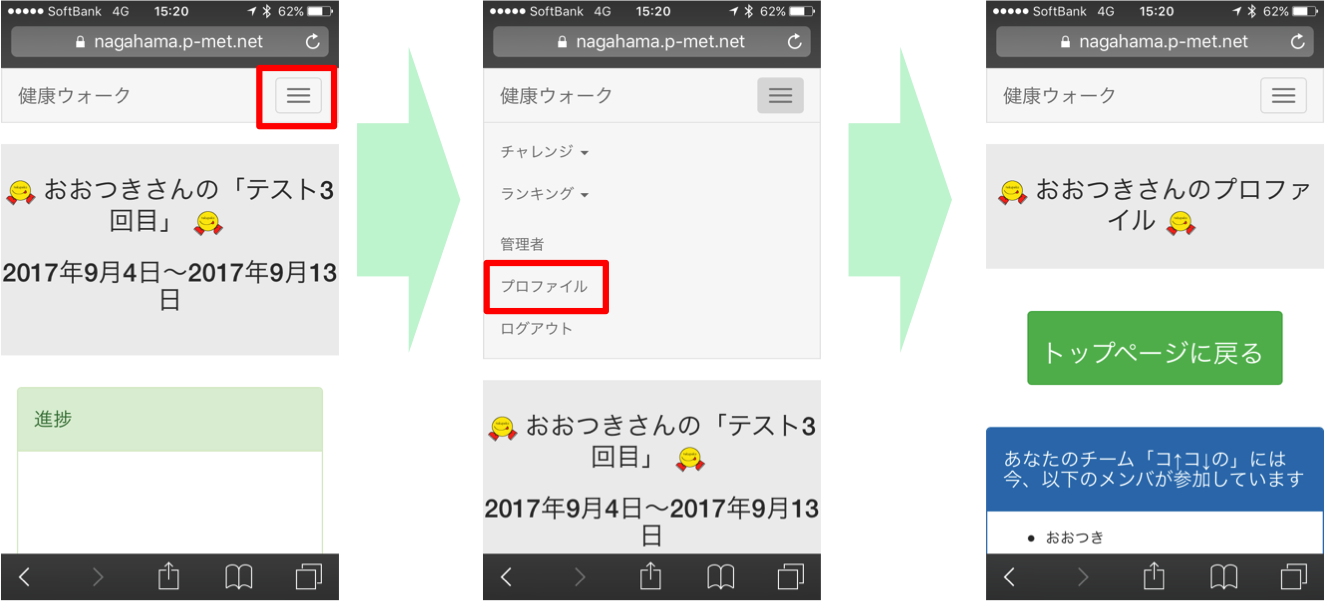 SoftBank 4G 15:20 62%
nagahama.p-met.net
健康ウォーク
おおつきさんの「テスト3
回目」
2017年9月4日〜2017年9月13
日
進捗
SoftBank 4G 15:20 62%
nagahama.p-met.net
健康ウォーク
チャレンジ
ランキング
管理者
プロファイル
ログアウト
おおつきさんの「テスト3
回目」
2017年9月4日〜2017年9月13
日
SoftBank 4G 15:20 62%
nagahama.p-met.net
健康ウォーク
おおつきさんのプロファ
イル
トップページに戻る
あなたのチーム「コ↑コ↓の」には
今、以下のメンバが参加しています
• おおつき